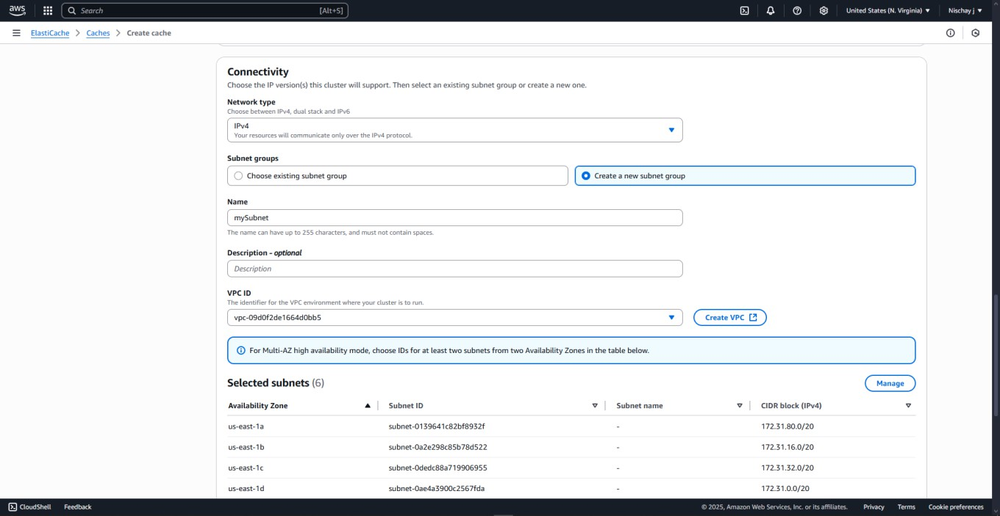 aws
Search [Alt+S]
United States (N. Virginia) ▼ Nischay j ▼
ElastiCache > Caches > Create cache
Connectivity
Choose the IP version(s) this cluster will support. Then select an existing subnet group or create a new one.
Network type
Choose between IPv4, dual stack and IPv6
IPv4
Your resources will communicate only over the IPv4 protocol.
Subnet groups
Choose existing subnet group
Create a new subnet group
Name
mySubnet
The name can have up to 255 characters, and must not contain spaces.
Description - optional
Description
VPC ID
The identifier for the VPC environment where your cluster is to run.
vpc-09d0f2de1664d0bb5
Create VPC
For Multi-AZ high availability mode, choose IDs for at least two subnets from two Availability Zones in the table below.
Selected subnets (6)
Manage
Availability Zone Subnet ID Subnet name CIDR block (IPv4)
us-east-1a subnet-0139641c82bf8932f - 172.31.80.0/20
us-east-1b subnet-0a2e298c85b78d522 - 172.31.16.0/20
us-east-1c subnet-0dedc88a719906955 - 172.31.32.0/20
us-east-1d subnet-0ae4a3900c2567fda - 172.31.0.0/20
CloudShell Feedback © 2025, Amazon Web Services, Inc. or its affiliates. Privacy Terms Cookie preferences